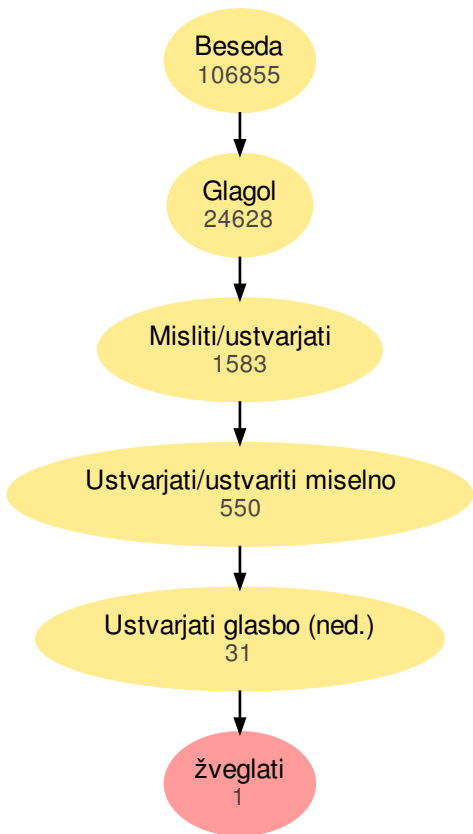 Beseda
106855
Glagol
24628
Misliti/ustvarjati
1583
Ustvarjati/ustvariti miselno
550
Ustvarjati glasbo (ned.)
31
žveglati
1